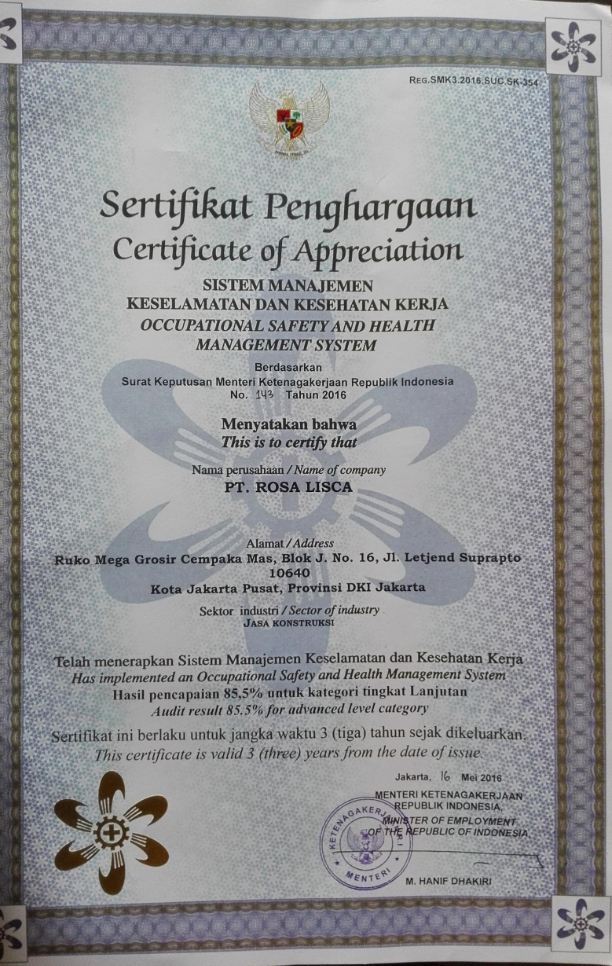 REG.SMK3.2016.SUC.SK-354
Sertifikat Penghargaan
Certificate of Appreciation
SISTEM MANAJEMEN
KESELAMATAN DAN KESEHATAN KERJA
OCCUPATIONAL SAFETY AND HEALTH
MANAGEMENT SYSTEM
Berdasarkan
Surat Keputusan Menteri Ketenagakerjaan Republik Indonesia
No. 143 Tahun 2016
Menyatakan bahwa
This is to certify that
Nama perusahaan / Name of company
PT. ROSA LISCA
Alamat / Address
Ruko Mega Grosir Cempaka Mas, Blok J. No. 16, Jl. Letjend Suprapto
10640
Kota Jakarta Pusat, Provinsi DKI Jakarta
Sektor industri / Sector of industry
JASA KONSTRUKSI
Telah menerapkan Sistem Manajemen Keselamatan dan Kesehatan Kerja
Has implemented an Occupational Safety and Health Management System
Hasil pencapaian 85,5% untuk kategori tingkat Lanjutan
Audit result 85.5% for advanced level category
Sertifikat ini berlaku untuk jangka waktu 3 (tiga) tahun sejak dikeluarkan.
This certificate is valid 3 (three) years from the date of issue.
Jakarta, 16 Mei 2016
MENTERI KETENAGAKERJAAN
REPUBLIK INDONESIA,
MINISTER OF EMPLOYMENT
OF THE REPUBLIC OF INDONESIA,
MENTERI
M. HANIF DHAKIRI